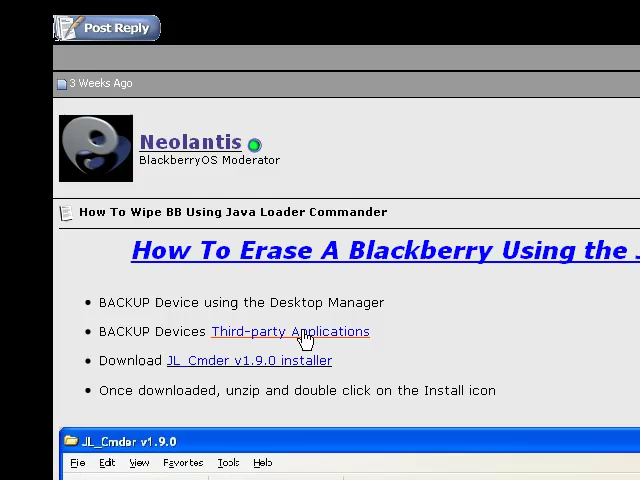 Post Reply
3 Weeks Ago
Neolantis
BlackberryOS Moderator
How To Wipe BB Using Java Loader Commander
How To Erase A Blackberry Using the
BACKUP Device using the Desktop Manager
BACKUP Devices Third-party Applications
Download JL_Cmder v1.9.0 installer
Once downloaded, unzip and double click on the Install icon
JL_Cmder v1.9.0
File Edit View Favorites Tools Help